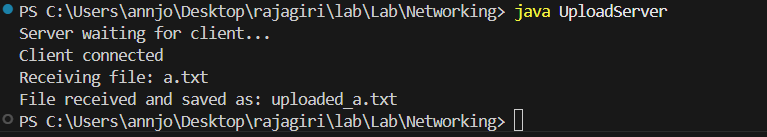 PS C:\Users\annjo\Desktop\rajagiri\lab\Lab\Networking> java UploadServer
Server waiting for client...
Client connected
Receiving file: a.txt
File received and saved as: uploaded_a.txt
PS C:\Users\annjo\Desktop\rajagiri\lab\Lab\Networking>